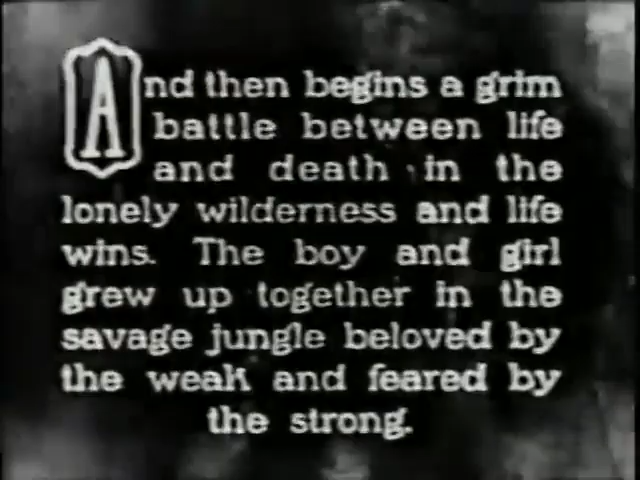 And then begins a grim
battle between life
and death in the
lonely wilderness and life
wins. The boy and girl
grew up together in the
savage jungle beloved by
the weak and feared by
the strong.